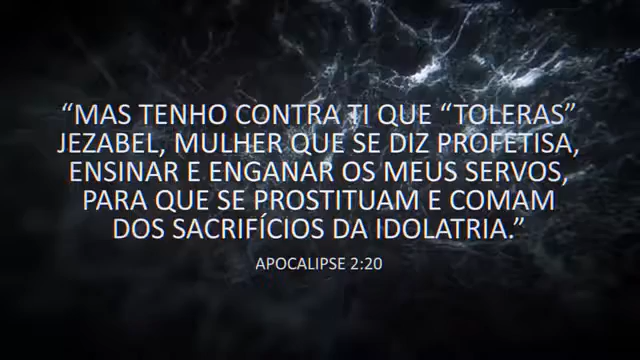 “MAS TENHO CONTRA TI QUE “TOLERAS”
JEZABEL, MULHER QUE SE DIZ PROFETISA,
ENSINAR E ENGANAR OS MEUS SERVOS,
PARA QUE SE PROSTITUAM E COMAM
DOS SACRIFÍCIOS DA IDOLATRIA.”
APOCALIPSE 2:20